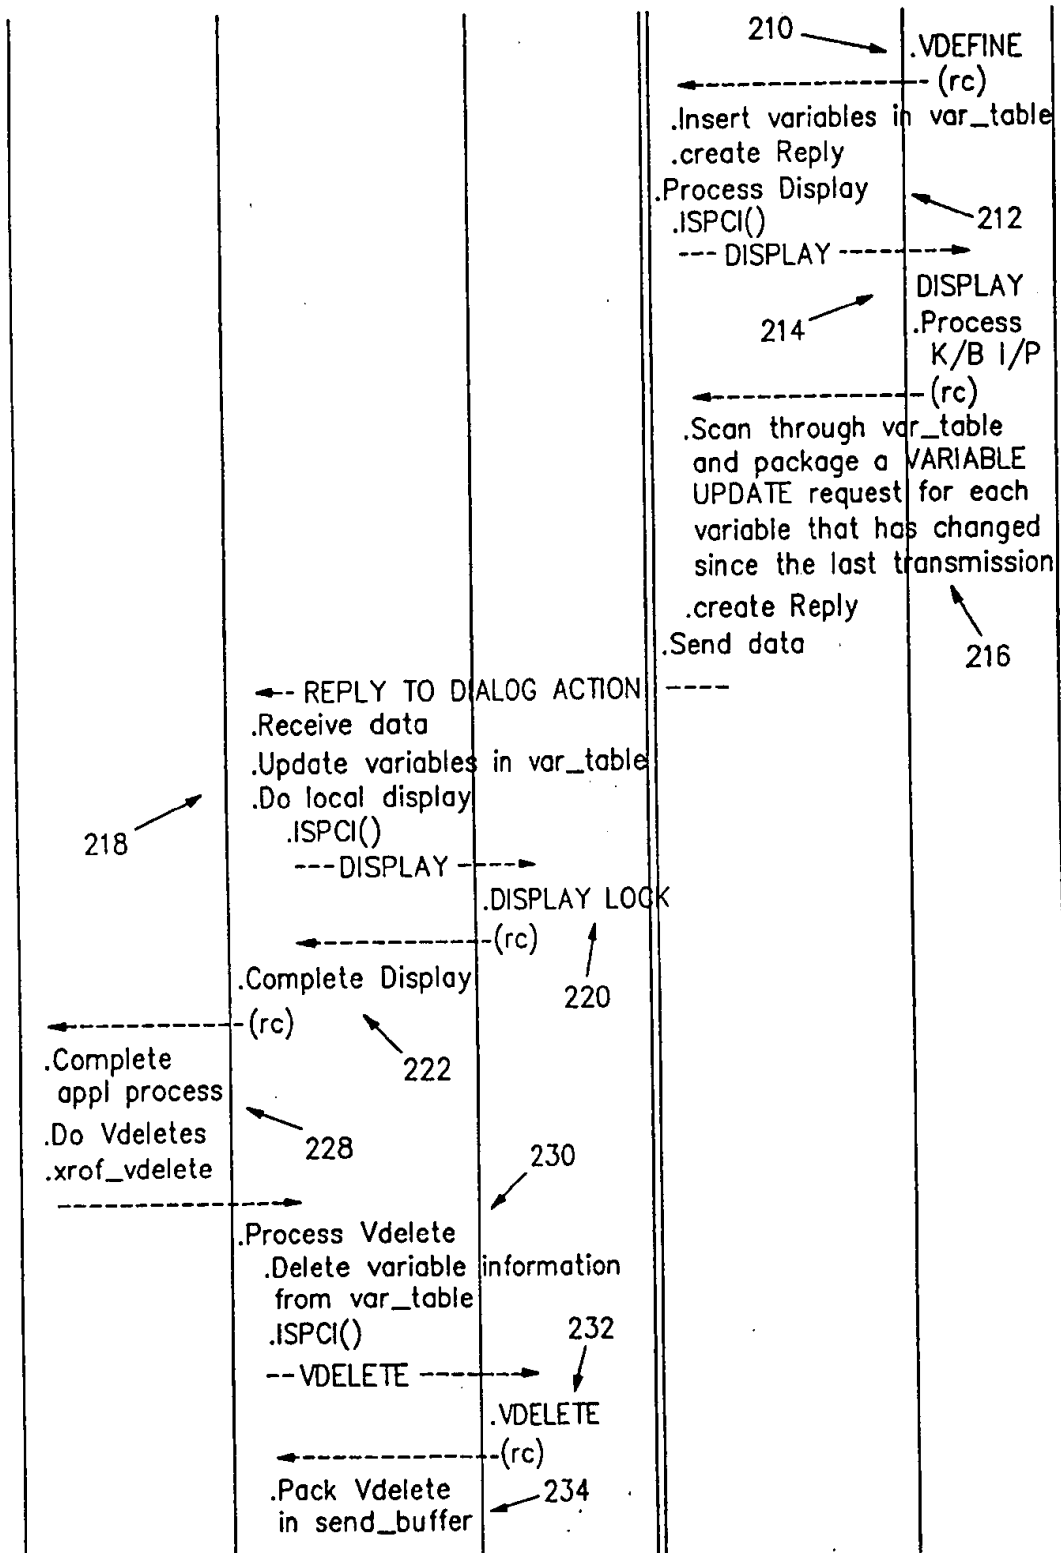 210
.VDEFINE
(rc)
.Insert variables in var_table
.create Reply
.Process Display
.ISPCI()
212
--- DISPLAY
DISPLAY
214
.Process
K/B I/P
(rc)
.Scan through var_table
and package a VARIABLE
UPDATE request for each
variable that has changed
since the last transmission
.create Reply
.Send data
216
REPLY TO DIALOG ACTION
.Receive data
.Update variables in var_table
.Do local display
218
.ISPCI()
---DISPLAY
.DISPLAY LOCK
(rc)
.Complete Display
220
(rc)
.Complete
222
appl process
.Do Vdeletes
228
.xrof_vdelete
230
.Process Vdelete
.Delete variable information
from var_table
.ISPCI()
232
--VDELETE
.VDELETE
(rc)
.Pack Vdelete
234
in send_buffer